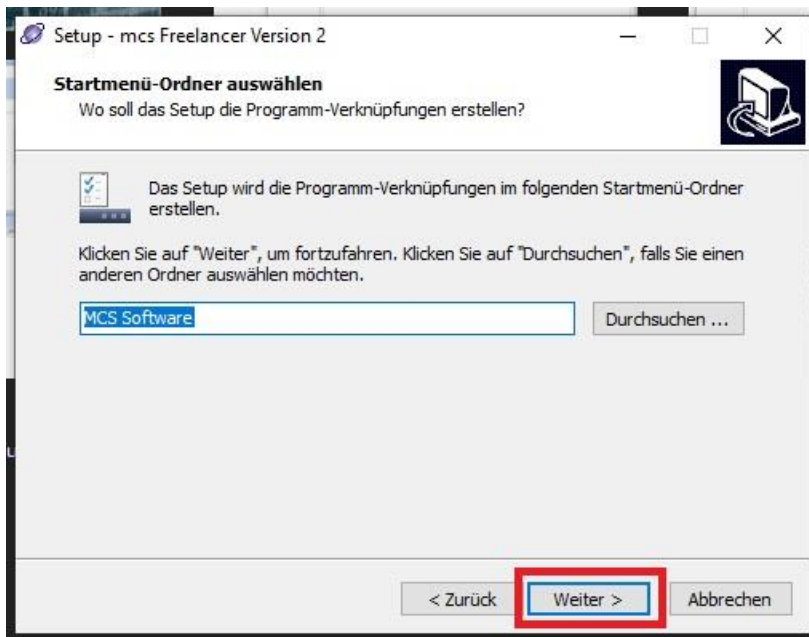 Setup - mcs Freelancer Version 2
Startmenü-Ordner auswählen
Wo soll das Setup die Programm-Verknüpfungen erstellen?
Das Setup wird die Programm-Verknüpfungen im folgenden Startmenü-Ordner
erstellen.
Klicken Sie auf "Weiter", um fortzufahren. Klicken Sie auf "Durchsuchen", falls Sie einen
anderen Ordner auswählen möchten.
MCS Software
Durchsuchen ...
< Zurück
Weiter >
Abbrechen